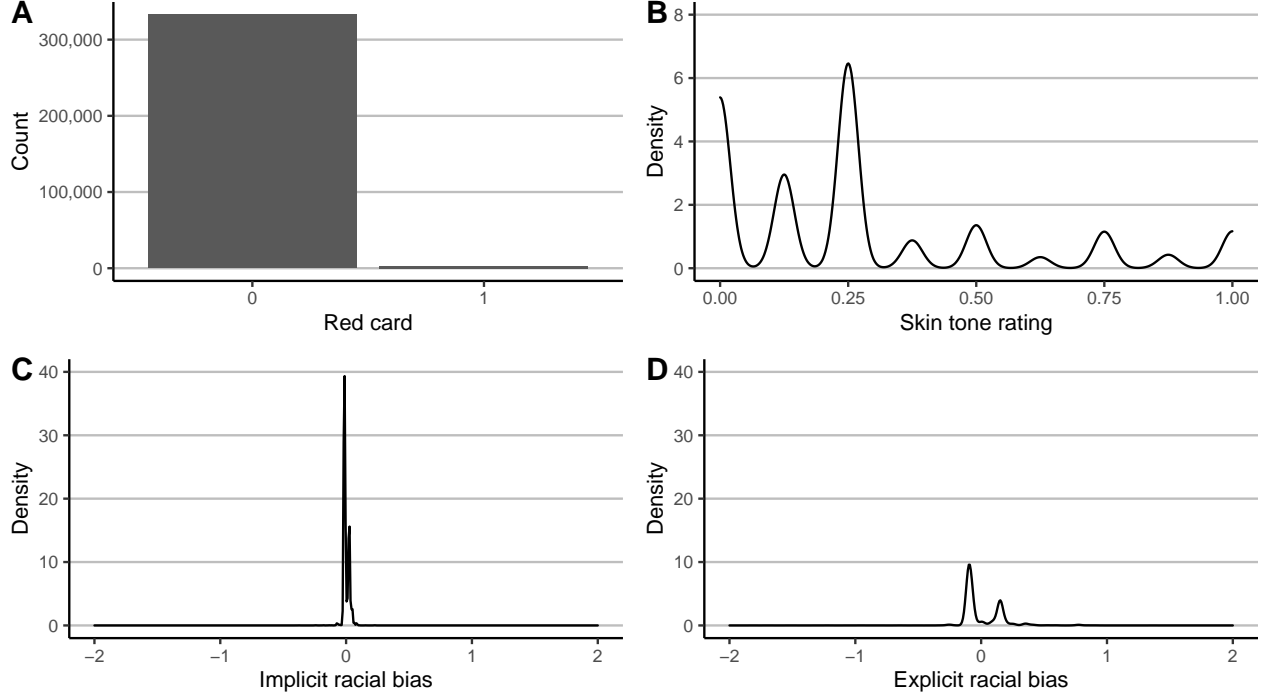 A
Count
300,000
200,000
100,000
0
0 1
Red card
B
Density
8
6
4
2
0
0.00 0.25 0.50 0.75 1.00
Skin tone rating
C
Density
40
30
20
10
0
−2 −1 0 1 2
Implicit racial bias
D
Density
40
30
20
10
0
−2 −1 0 1 2
Explicit racial bias